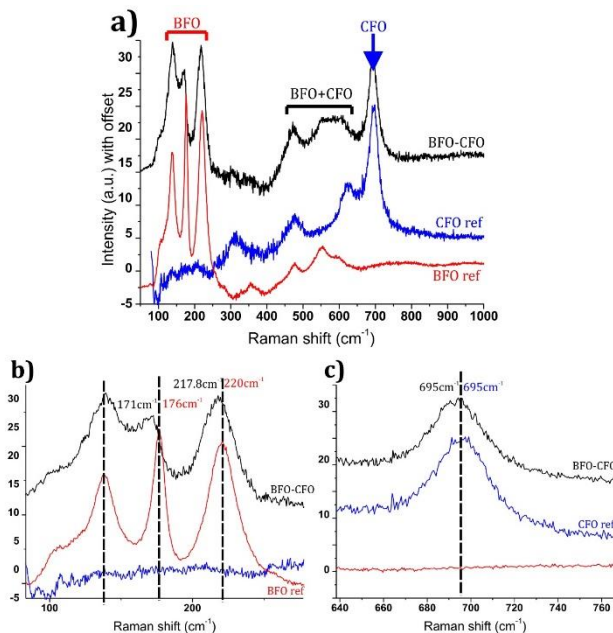 a)
BFO
CFO
BFO+CFO
BFO-CFO
CFO ref
BFO ref
Intensity (a.u.) with offset
30
25
20
15
10
5
0
-5
50 100 200 300 400 500 600 700 800 900 1000
Raman shift (cm-1)
b)
171cm-1
176cm-1
217.8cm-1
220cm-1
BFO-CFO
BFO ref
30
20
15
10
5
0
-5
100 150 200
Raman shift (cm-1)
c)
695cm-1
695cm-1
BFO-CFO
CFO ref
30
20
10
0
640 660 680 700 720 740 760
Raman shift (cm-1)